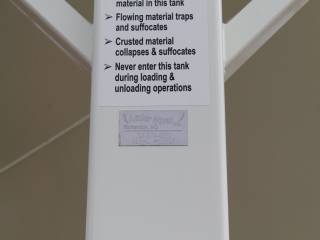 material in this tank
➢ Flowing material traps
and suffocates
➢ Crusted material
collapses & suffocates
➢ Never enter this tank
during loading &
unloading operations